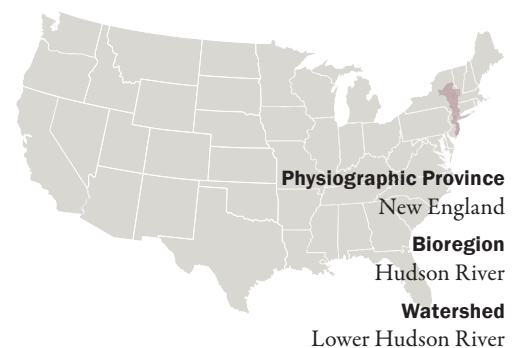 Physiographic Province
New England
Bioregion
Hudson River
Watershed
Lower Hudson River